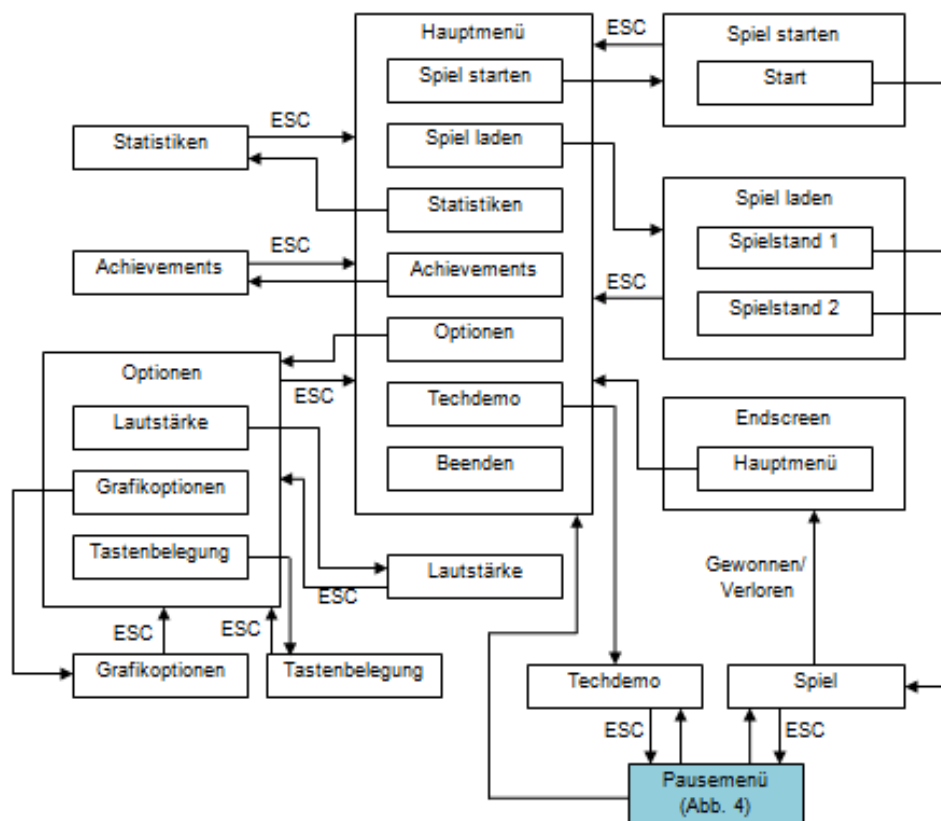 Hauptmenü
Spiel starten
Spiel laden
Statistiken
Achievements
Optionen
Techdemo
Beenden
ESC
Spiel starten
Start
Spiel laden
Spielstand 1
Spielstand 2
ESC
Endscreen
Hauptmenü
Gewonnen/
Verloren
Statistiken
ESC
Achievements
ESC
Optionen
Lautstärke
Grafikoptionen
Tastenbelegung
ESC
Lautstärke
ESC
ESC
ESC
Grafikoptionen
Tastenbelegung
Techdemo
Spiel
ESC
ESC
Pausemenü
(Abb. 4)